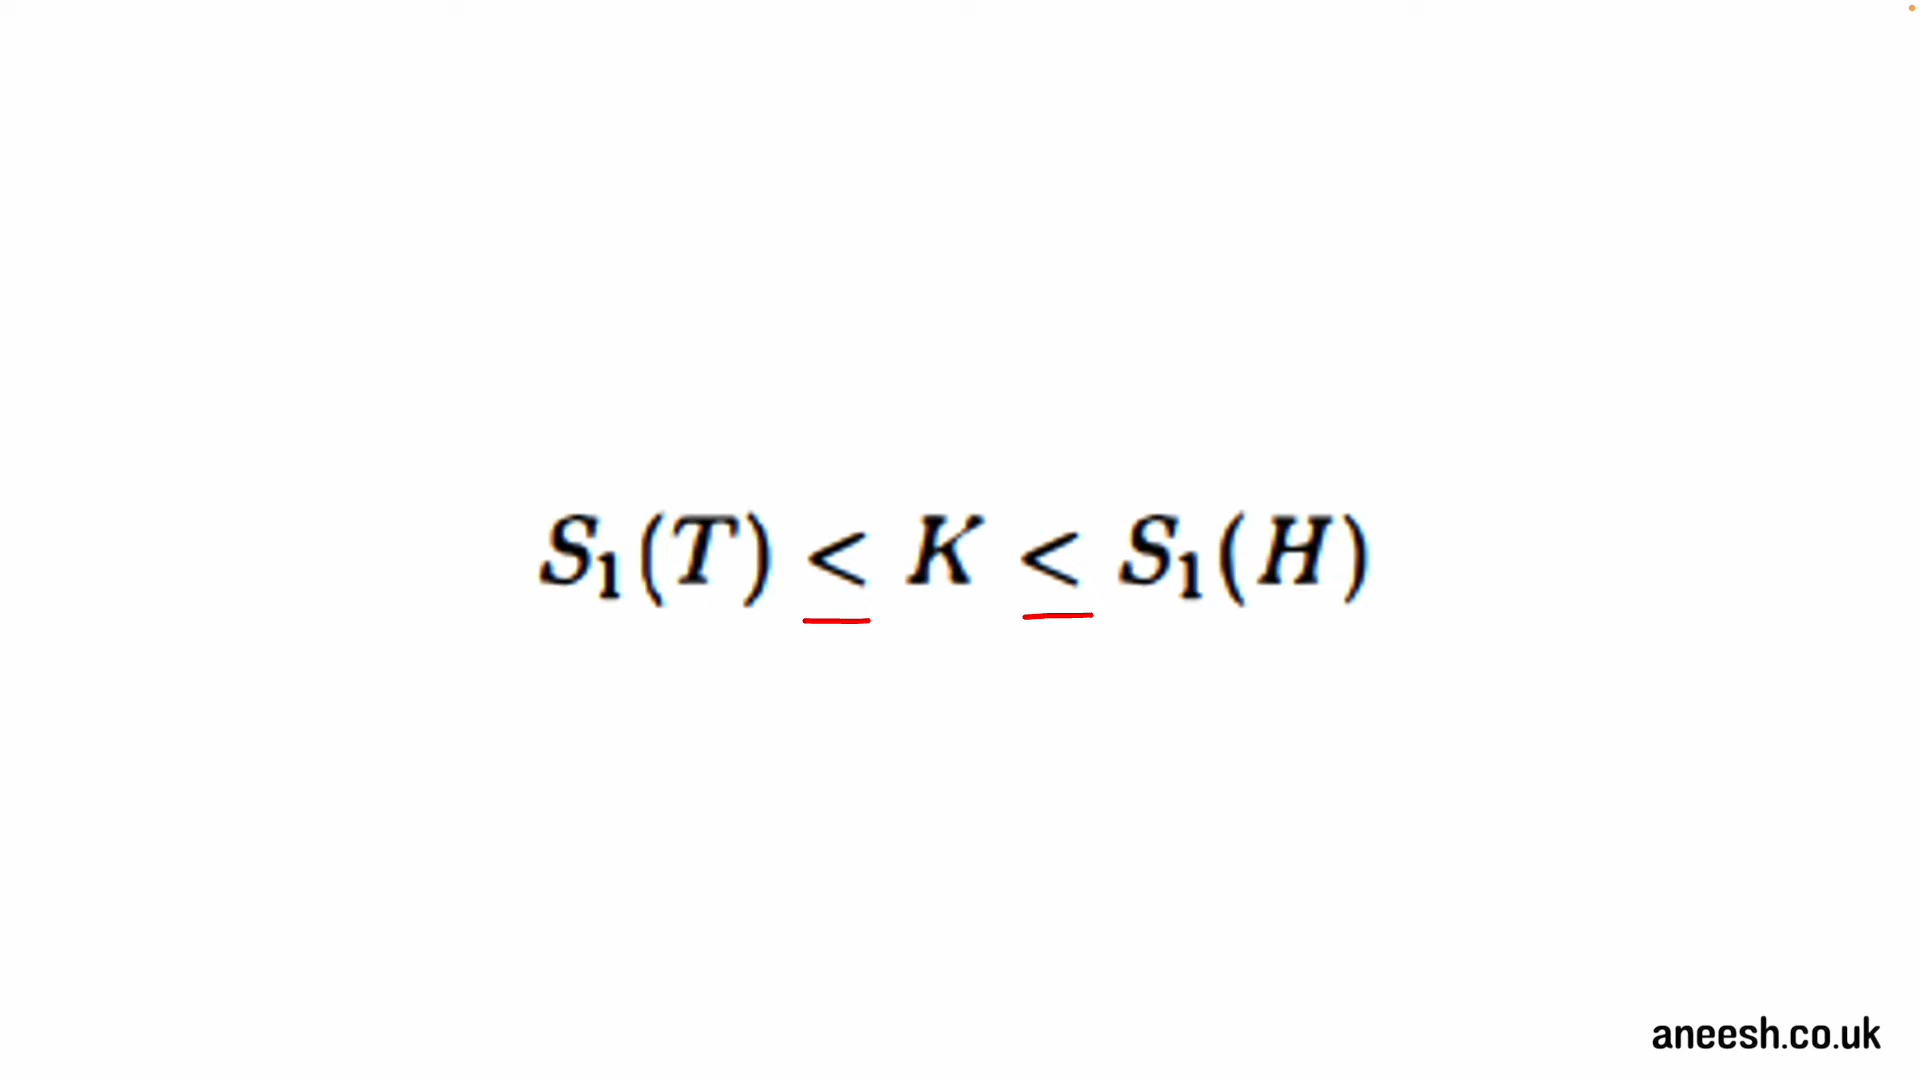 S₁(T) < K < S₁(H)
aneesh.co.uk